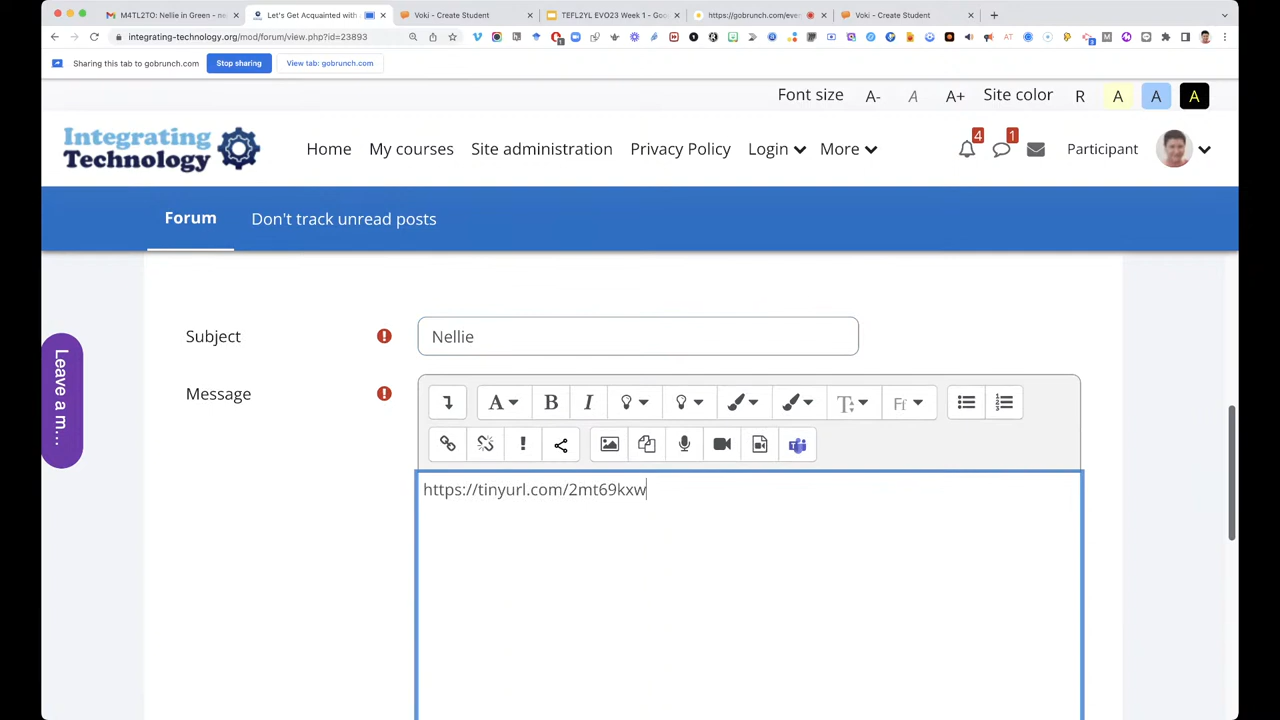 M4TL2TO: Nellie in Green - ne
Let's Get Acquainted with
Voki - Create Student
TEFL2YL EVO23 Week 1 - Goo
https://gobrunch.com/even
Voki - Create Student
integrating-technology.org/mod/forum/view.php?id=23893
Sharing this tab to gobrunch.com
Stop sharing
View tab: gobrunch.com
Font size A- A A+ Site color R A A A
Integrating
Technology
Home My courses Site administration Privacy Policy Login More
4 1
Participant
Forum Don't track unread posts
Subject
Nellie
Message
https://tinyurl.com/2mt69kxw
Leave a m...